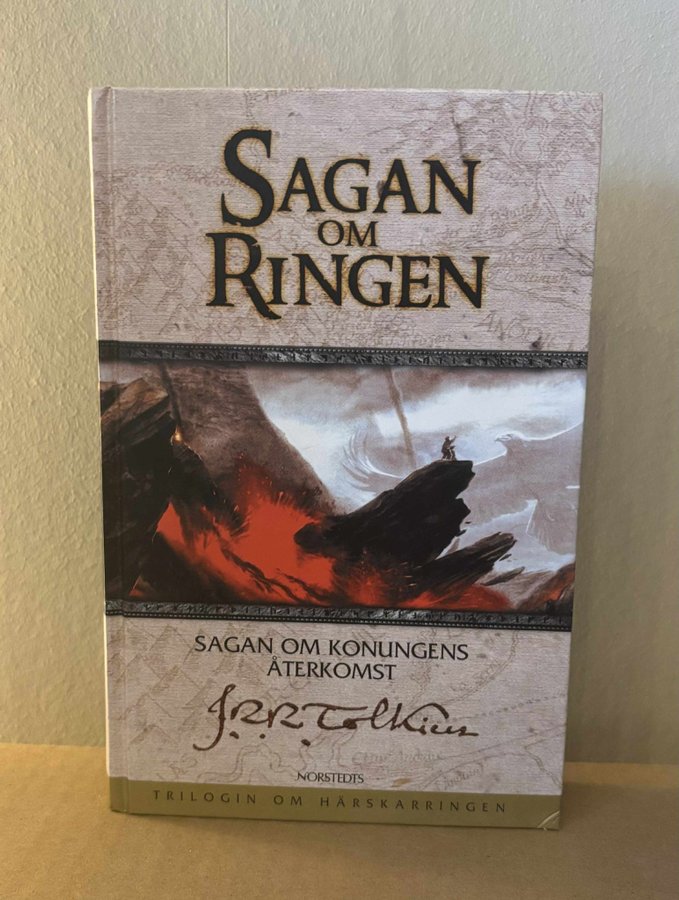 SAGAN
OM
RINGEN
SAGAN OM KONUNGENS
ÅTERKOMST
J.R.R. Tolkien
NORSTEDTS
TRILOGIN OM HÄRSKARRINGEN